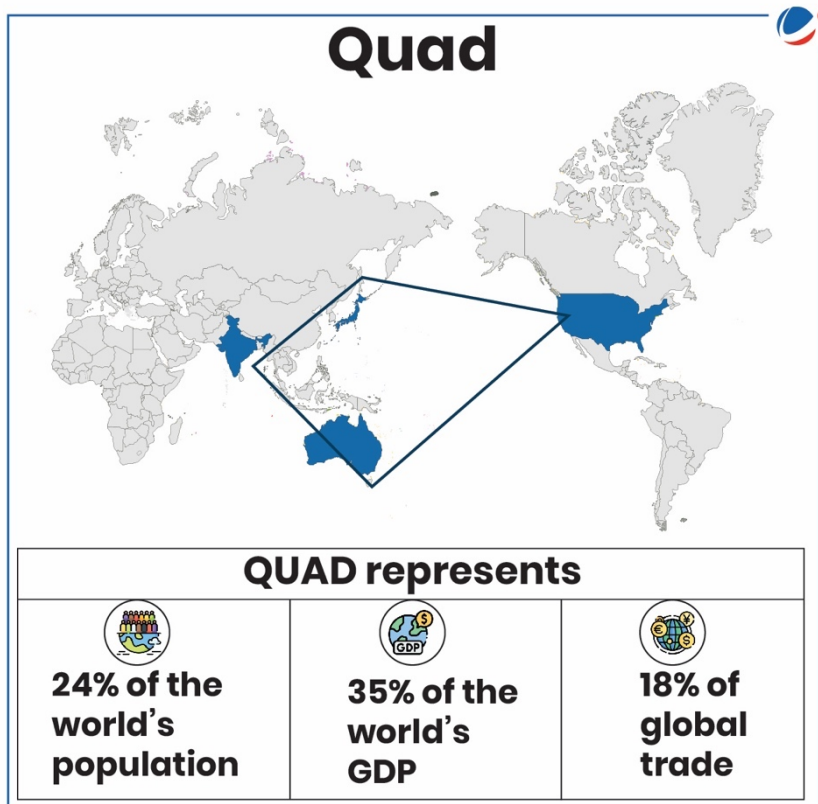 Quad
QUAD represents
24% of the
world's
population
$
GDP
35% of the
world's
GDP
€
¥
$
18% of
global
trade